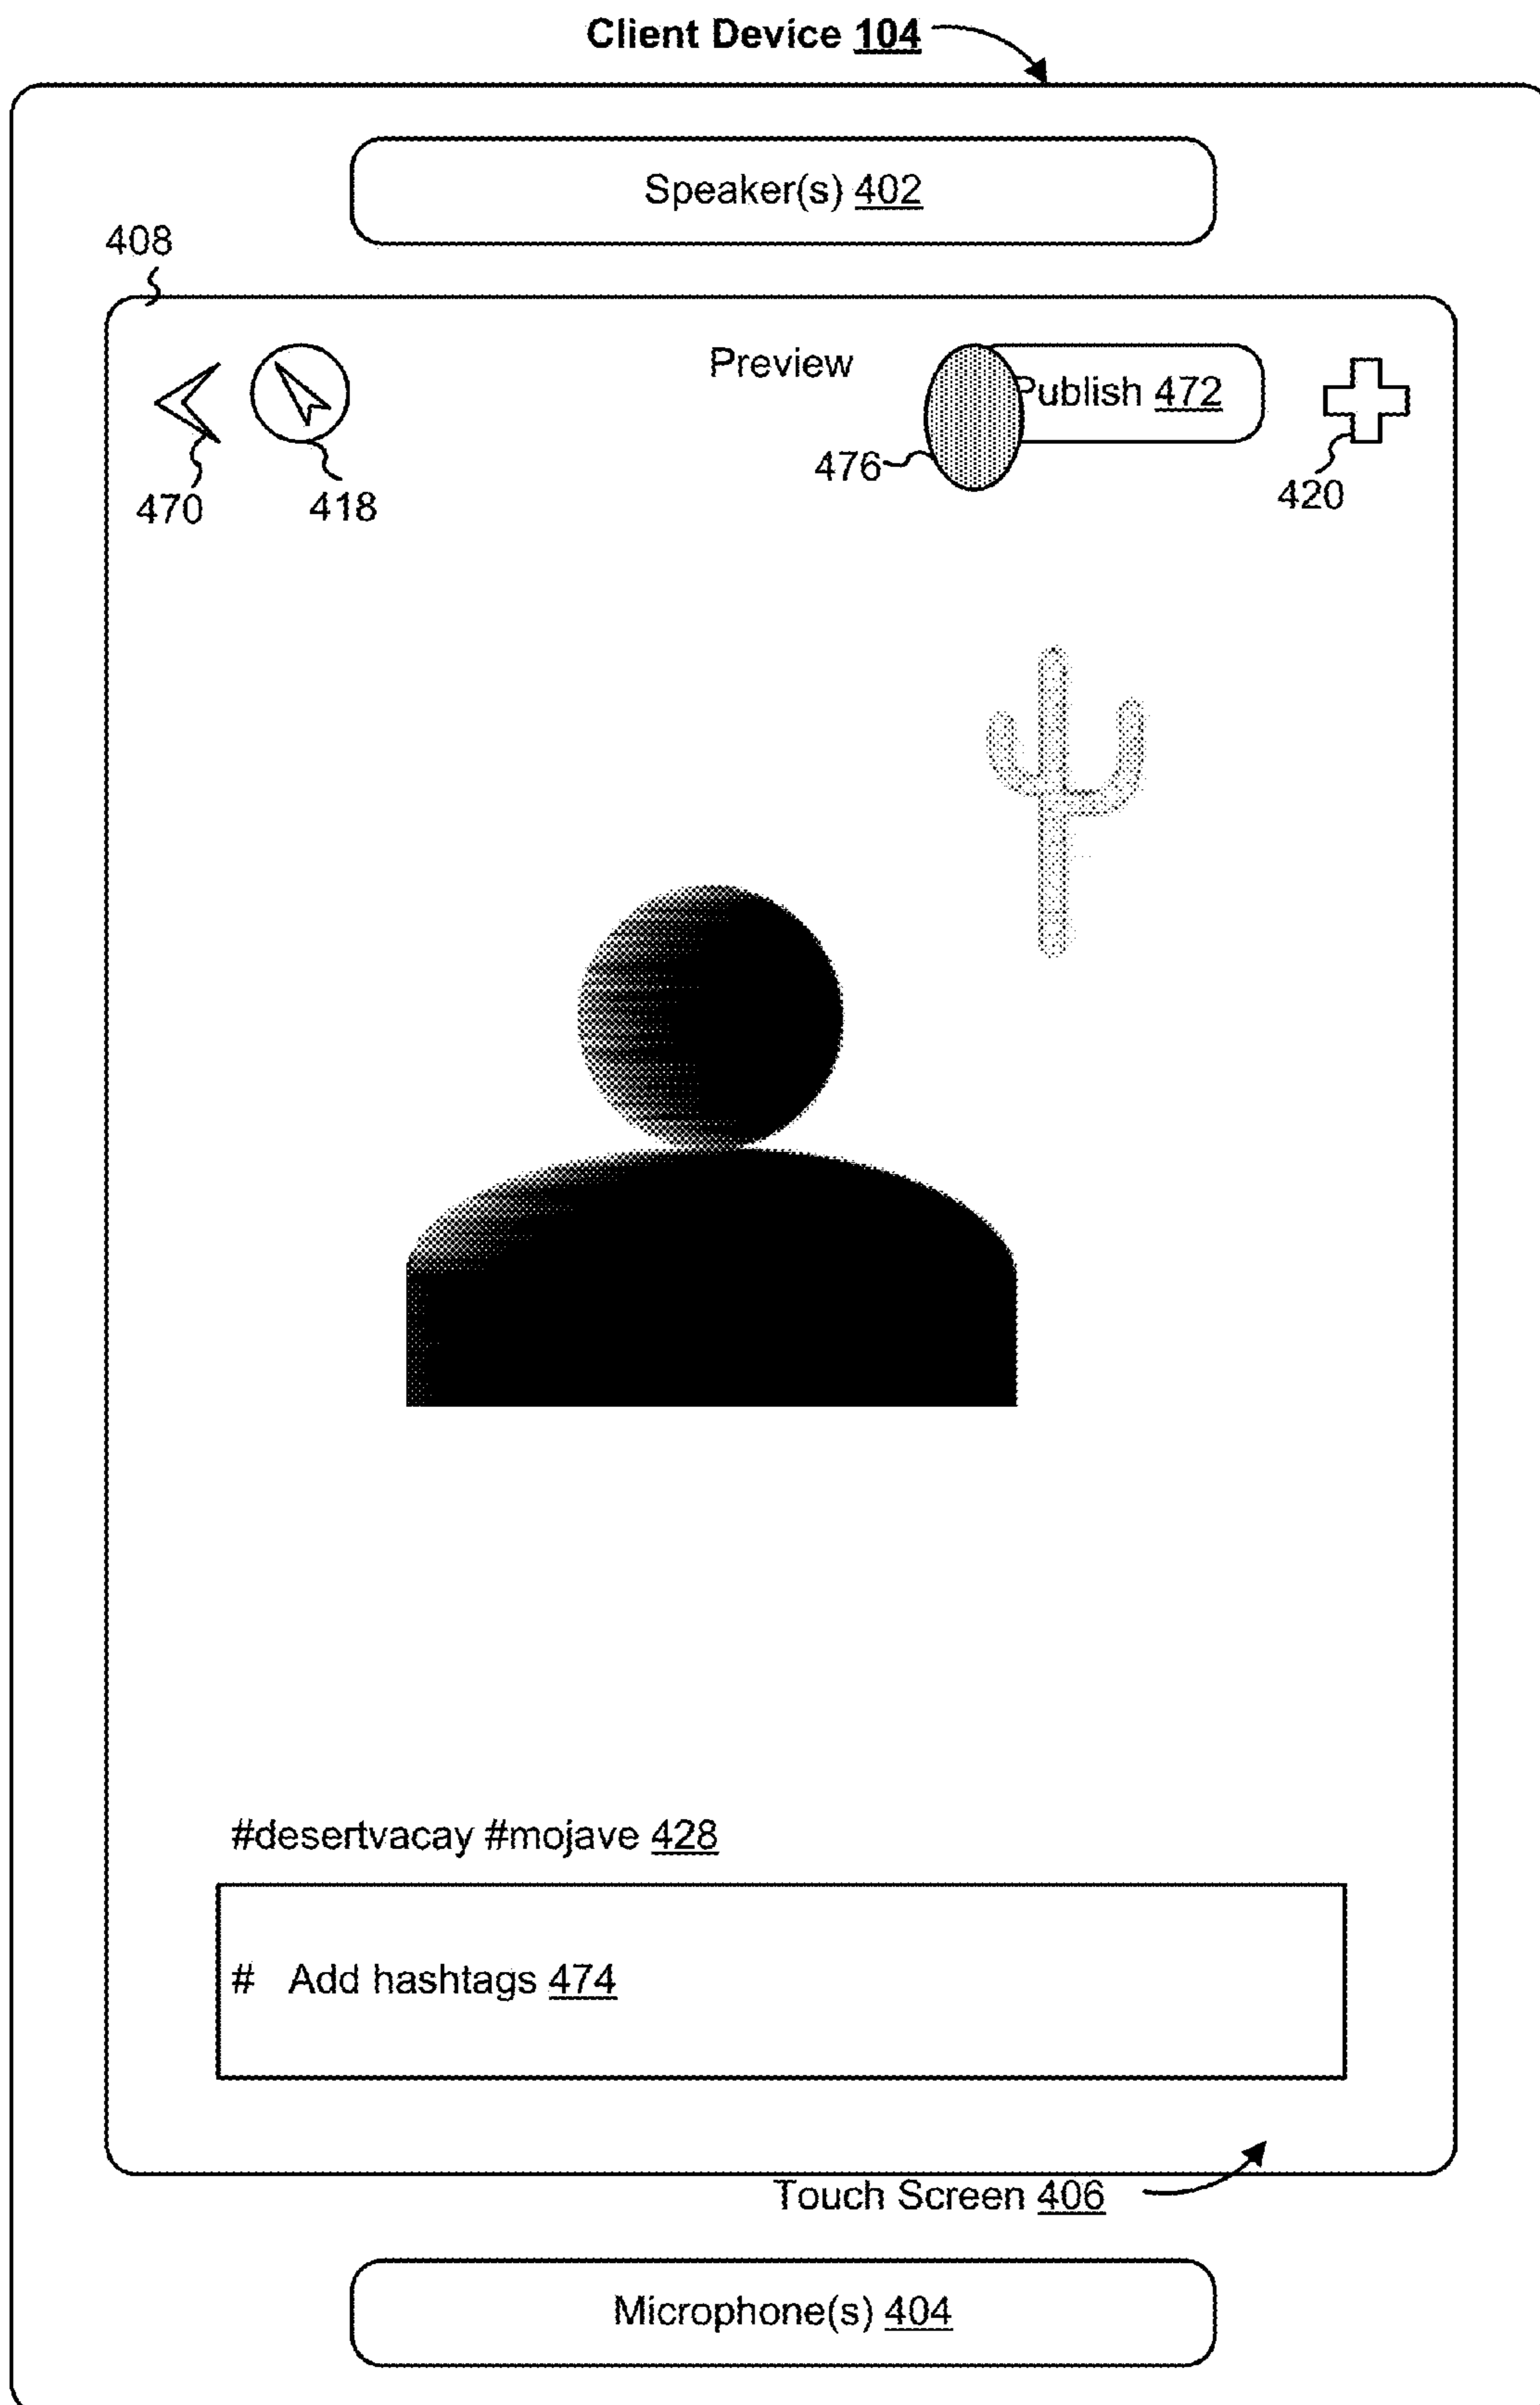 Client Device 104
Speaker(s) 402
408
Preview
Publish 472
476
470
418
420
#desertvacay #mojave 428
# Add hashtags 474
Touch Screen 406
Microphone(s) 404